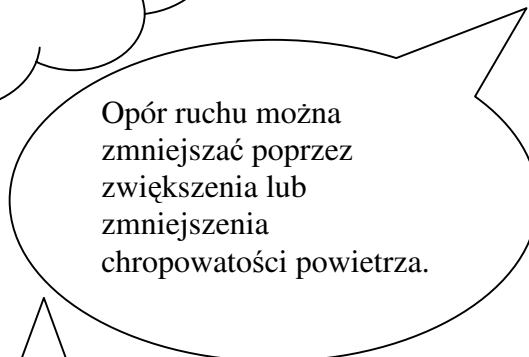 Opór ruchu można
zmniejszać poprzez
zwiększenia lub
zmniejszenia
chropowatości powietrza.